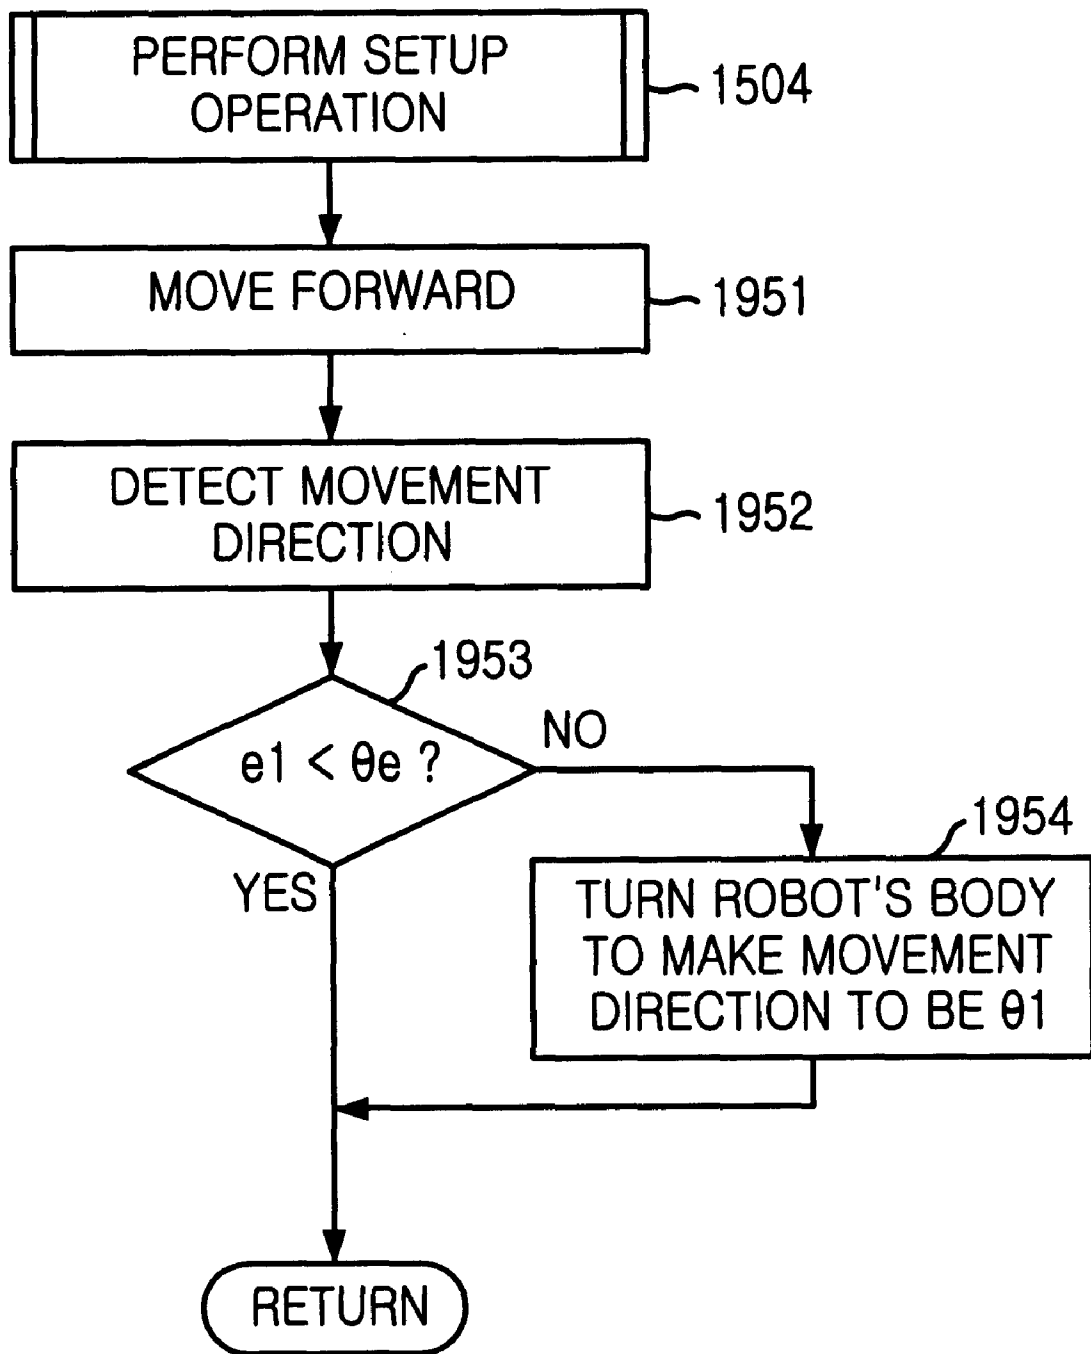 PERFORM SETUP
OPERATION
1504
MOVE FORWARD
1951
DETECT MOVEMENT
DIRECTION
1952
1953
e1 < θe ?
NO
YES
1954
TURN ROBOT'S BODY
TO MAKE MOVEMENT
DIRECTION TO BE θ1
RETURN